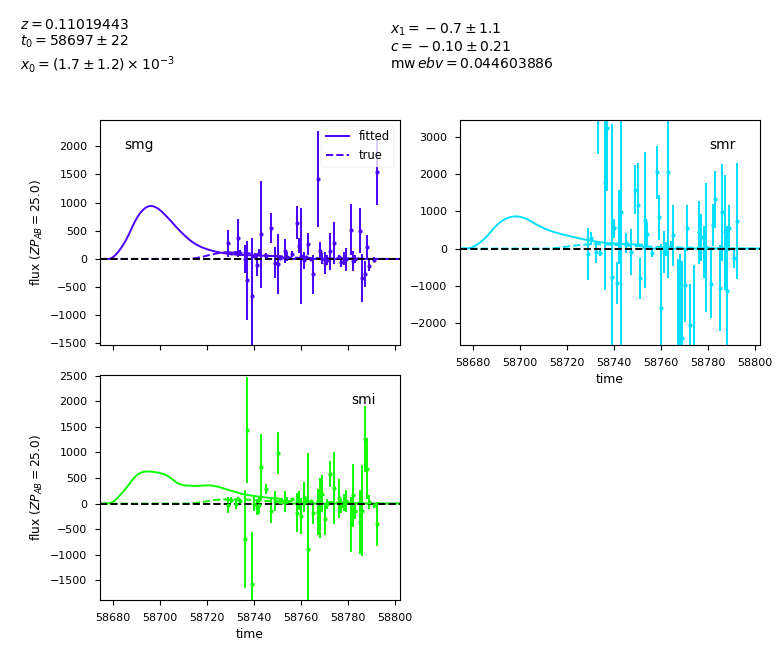 z = 0.11019443
t₀ = 58697 ± 22
x₀ = (1.7 ± 1.2) × 10⁻³
x₁ = −0.7 ± 1.1
c = −0.10 ± 0.21
mw ebv = 0.044603886
smg
fitted
true
2000
1500
1000
500
0
−500
−1000
−1500
flux (ZP_AB = 25.0)
smr
3000
2000
1000
0
−1000
−2000
58680 58700 58720 58740 58760 58780 58800
time
smi
2500
2000
1500
1000
500
0
−500
−1000
−1500
flux (ZP_AB = 25.0)
58680 58700 58720 58740 58760 58780 58800
time